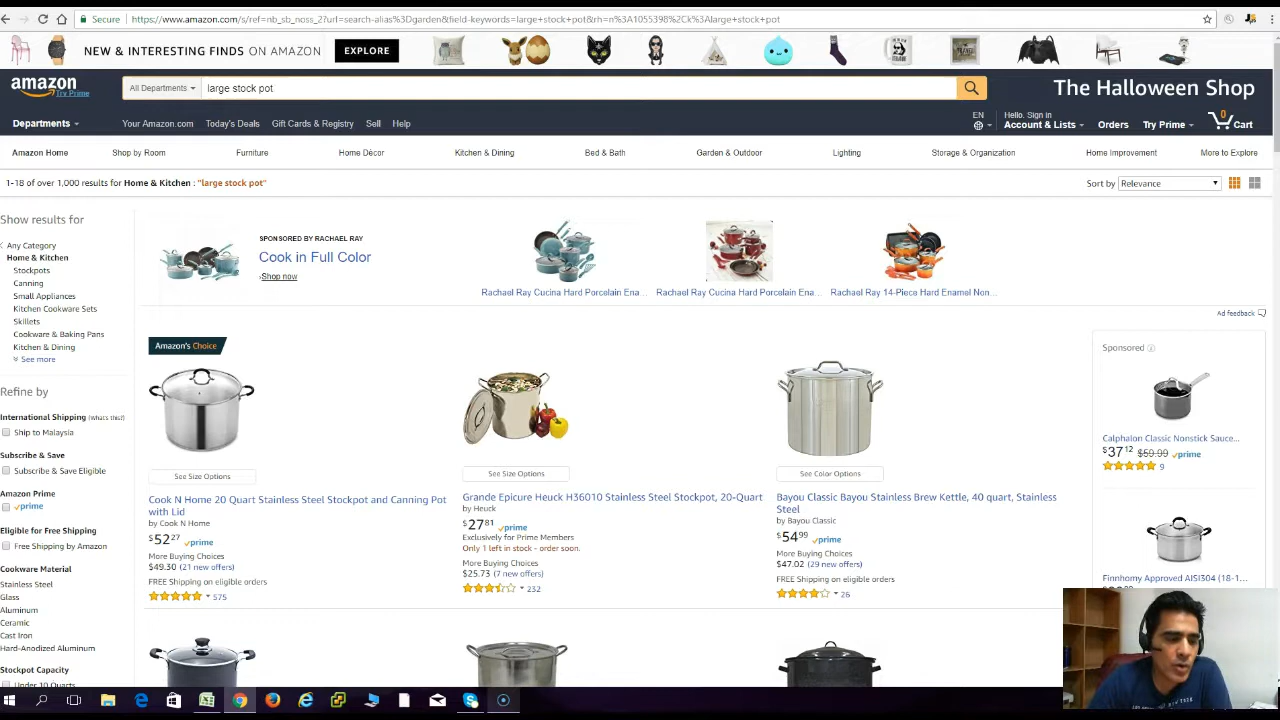 Secure
https://www.amazon.com/s/ref=nb_sb_noss_2?url=search-alias%3Dgarden&field-keywords=large+stock+pot&rh=n%3A1055398%2Ck%3Alarge+stock+pot
NEW & INTERESTING FINDS ON AMAZON
EXPLORE
amazon
Try Prime
All Departments
large stock pot
The Halloween Shop
Departments
Your Amazon.com
Today's Deals
Gift Cards & Registry
Sell
Help
EN
Hello. Sign in
Account & Lists
Orders
Try Prime
0
Cart
Amazon Home
Shop by Room
Furniture
Home Décor
Kitchen & Dining
Bed & Bath
Garden & Outdoor
Lighting
Storage & Organization
Home Improvement
More to Explore
1-18 of over 1,000 results for Home & Kitchen : "large stock pot"
Sort by
Relevance
Show results for
Any Category
Home & Kitchen
Stockpots
Canning
Small Appliances
Kitchen Cookware Sets
Skillets
Cookware & Baking Pans
Kitchen & Dining
See more
Refine by
International Shipping (What's this?)
Ship to Malaysia
Subscribe & Save
Subscribe & Save Eligible
Amazon Prime
prime
Eligible for Free Shipping
Free Shipping by Amazon
Cookware Material
Stainless Steel
Glass
Aluminum
Ceramic
Cast Iron
Hard-Anodized Aluminum
Stockpot Capacity
Under 10 Quarts
SPONSORED BY RACHAEL RAY
Cook in Full Color
Shop now
Rachael Ray Cucina Hard Porcelain Ena...
Rachael Ray Cucina Hard Porcelain Ena...
Rachael Ray 14-Piece Hard Enamel Non...
Ad feedback
Amazon's Choice
See Size Options
Cook N Home 20 Quart Stainless Steel Stockpot and Canning Pot
with Lid
by Cook N Home
$52 27 prime
More Buying Choices
$49.30 (21 new offers)
FREE Shipping on eligible orders
575
See Size Options
Grande Epicure Heuck H36010 Stainless Steel Stockpot, 20-Quart
by Heuck
$27 81 prime
Exclusively for Prime Members
Only 1 left in stock - order soon.
More Buying Choices
$25.73 (7 new offers)
232
See Color Options
Bayou Classic Bayou Stainless Brew Kettle, 40 quart, Stainless
Steel
by Bayou Classic
$54 99 prime
More Buying Choices
$47.02 (29 new offers)
FREE Shipping on eligible orders
26
Sponsored
Calphalon Classic Nonstick Sauce...
$37 12 $59.99 prime
9
Finnhomy Approved AISI304 (18-1...